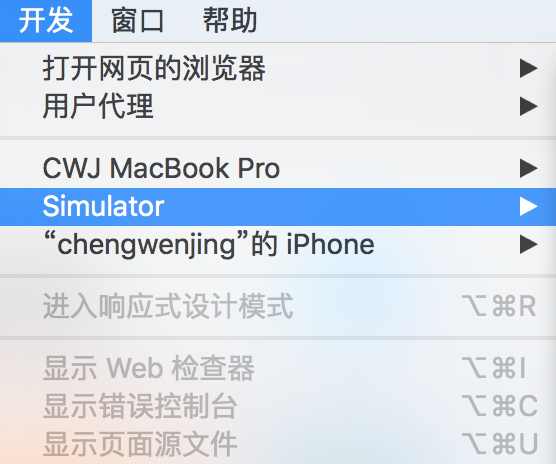 开发 窗口 帮助
打开网页的浏览器 ▶
用户代理 ▶
CWJ MacBook Pro ▶
Simulator ▶
“chengwenjing”的 iPhone ▶
进入响应式设计模式 ⌥⌘R
显示 Web 检查器 ⌥⌘I
显示错误控制台 ⌥⌘C
显示页面源文件 ⌥⌘U